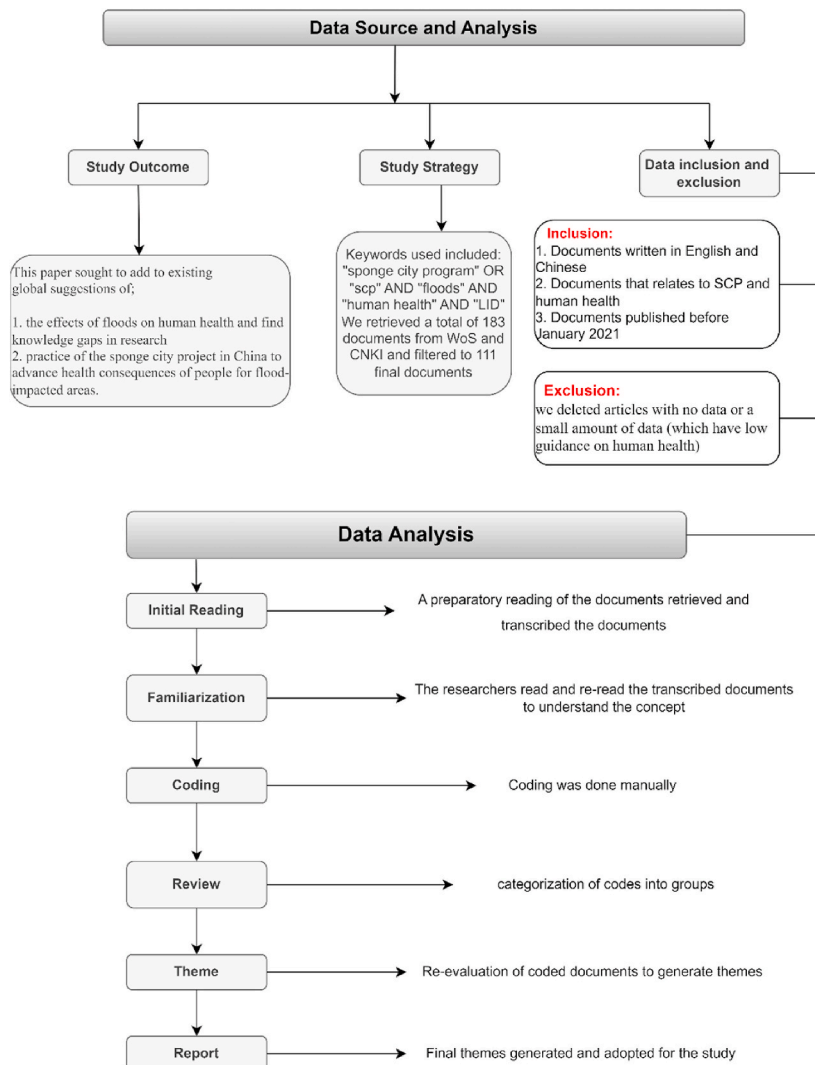 Data Source and Analysis
Study Outcome
Study Strategy
Data inclusion and
exclusion
This paper sought to add to existing
global suggestions of;
1. the effects of floods on human health and find
knowledge gaps in research
2. practice of the sponge city project in China to
advance health consequences of people for flood-
impacted areas.
Keywords used included:
"sponge city program" OR
"scp" AND "floods" AND
"human health" AND "LID"
We retrieved a total of 183
documents from WoS and
CNKI and filtered to 111
final documents
Inclusion:
1. Documents written in English and
Chinese
2. Documents that relates to SCP and
human health
3. Documents published before
January 2021
Exclusion:
we deleted articles with no data or a
small amount of data (which have low
guidance on human health)
Data Analysis
Initial Reading
A preparatory reading of the documents retrieved and
transcribed the documents
Familiarization
The researchers read and re-read the transcribed documents
to understand the concept
Coding
Coding was done manually
Review
categorization of codes into groups
Theme
Re-evaluation of coded documents to generate themes
Report
Final themes generated and adopted for the study